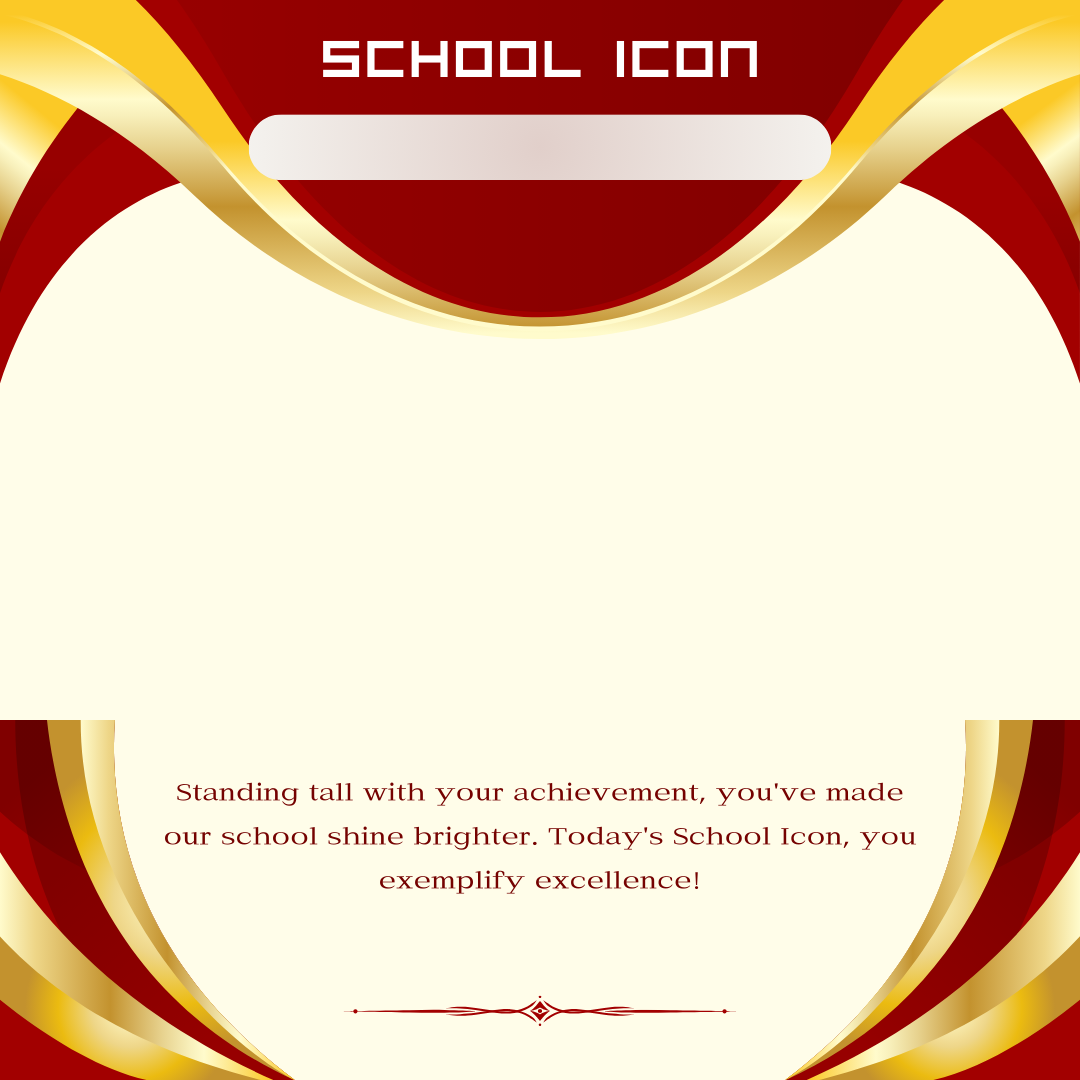 SCHOOL ICON
Standing tall with your achievement, you've made
our school shine brighter. Today's School Icon, you
exemplify excellence!